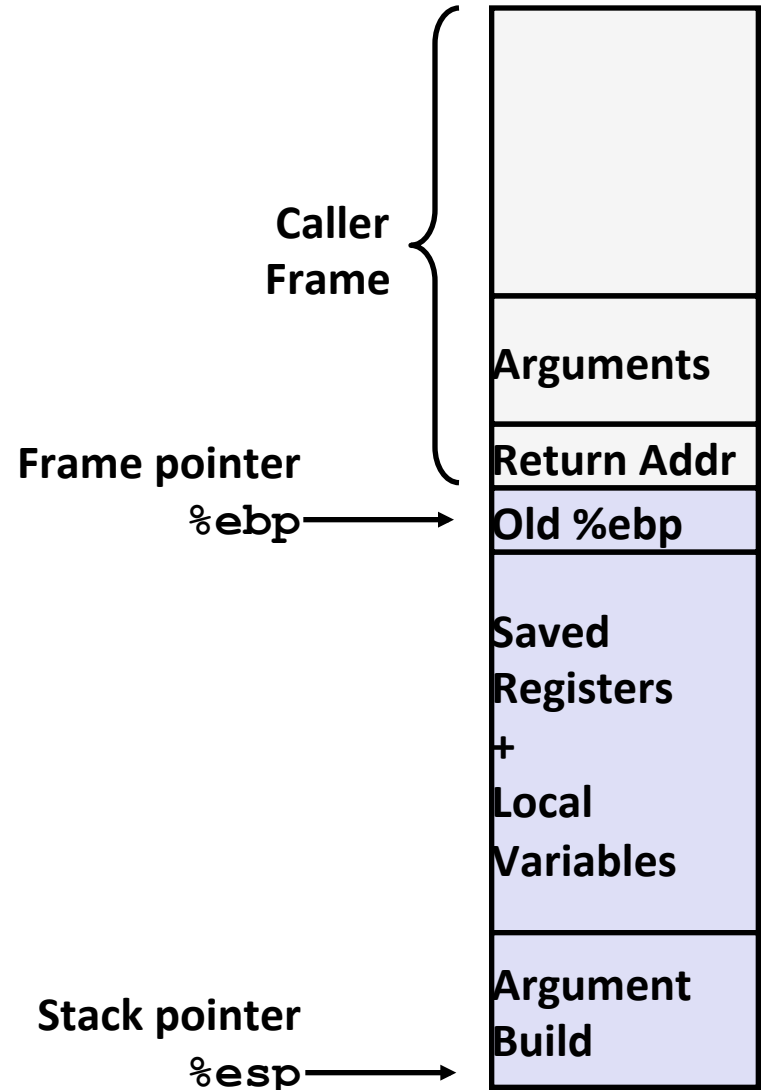 Caller
Frame
Arguments
Return Addr
Frame pointer
%ebp
Old %ebp
Saved
Registers
+
Local
Variables
Argument
Build
Stack pointer
%esp